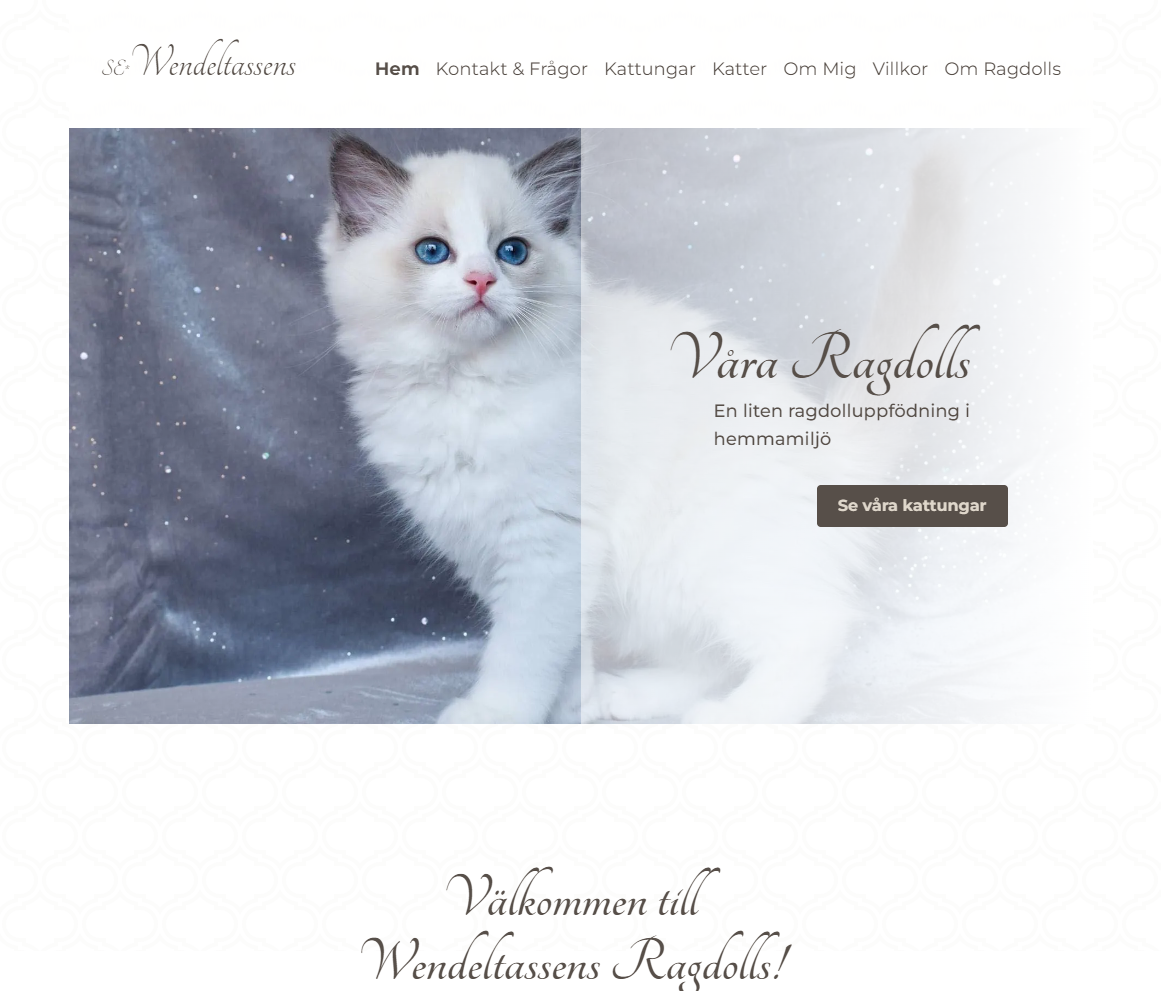 SE* Wendeltassens
Hem Kontakt & Frågor Kattungar Katter Om Mig Villkor Om Ragdolls
Våra Ragdolls
En liten ragdolluppfödning i
hemmamiljö
Se våra kattungar
Välkommen till
Wendeltassens Ragdolls!